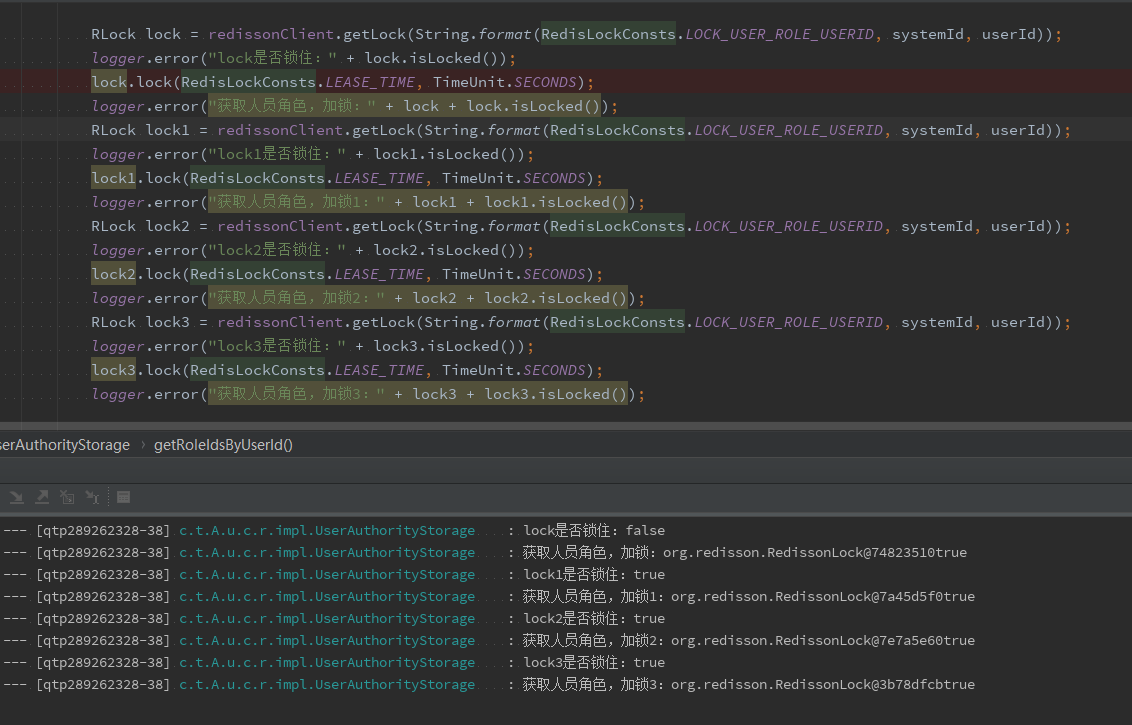 RLock lock = redissonClient.getLock(String.format(RedisLockConsts.LOCK_USER_ROLE_USERID, systemId, userId));
logger.error("lock是否锁住：" + lock.isLocked());
lock.lock(RedisLockConsts.LEASE_TIME, TimeUnit.SECONDS);
logger.error("获取人员角色，加锁：" + lock + lock.isLocked());
RLock lock1 = redissonClient.getLock(String.format(RedisLockConsts.LOCK_USER_ROLE_USERID, systemId, userId));
logger.error("lock1是否锁住：" + lock1.isLocked());
lock1.lock(RedisLockConsts.LEASE_TIME, TimeUnit.SECONDS);
logger.error("获取人员角色，加锁1：" + lock1 + lock1.isLocked());
RLock lock2 = redissonClient.getLock(String.format(RedisLockConsts.LOCK_USER_ROLE_USERID, systemId, userId));
logger.error("lock2是否锁住：" + lock2.isLocked());
lock2.lock(RedisLockConsts.LEASE_TIME, TimeUnit.SECONDS);
logger.error("获取人员角色，加锁2：" + lock2 + lock2.isLocked());
RLock lock3 = redissonClient.getLock(String.format(RedisLockConsts.LOCK_USER_ROLE_USERID, systemId, userId));
logger.error("lock3是否锁住：" + lock3.isLocked());
lock3.lock(RedisLockConsts.LEASE_TIME, TimeUnit.SECONDS);
logger.error("获取人员角色，加锁3：" + lock3 + lock3.isLocked());
serAuthorityStorage › getRoleIdsByUserId()
--- [qtp289262328-38] c.t.A.u.c.r.impl.UserAuthorityStorage : lock是否锁住：false
--- [qtp289262328-38] c.t.A.u.c.r.impl.UserAuthorityStorage : 获取人员角色，加锁：org.redisson.RedissonLock@74823510true
--- [qtp289262328-38] c.t.A.u.c.r.impl.UserAuthorityStorage : lock1是否锁住：true
--- [qtp289262328-38] c.t.A.u.c.r.impl.UserAuthorityStorage : 获取人员角色，加锁1：org.redisson.RedissonLock@7a45d5f0true
--- [qtp289262328-38] c.t.A.u.c.r.impl.UserAuthorityStorage : lock2是否锁住：true
--- [qtp289262328-38] c.t.A.u.c.r.impl.UserAuthorityStorage : 获取人员角色，加锁2：org.redisson.RedissonLock@7e7a5e60true
--- [qtp289262328-38] c.t.A.u.c.r.impl.UserAuthorityStorage : lock3是否锁住：true
--- [qtp289262328-38] c.t.A.u.c.r.impl.UserAuthorityStorage : 获取人员角色，加锁3：org.redisson.RedissonLock@3b78dfcbtrue